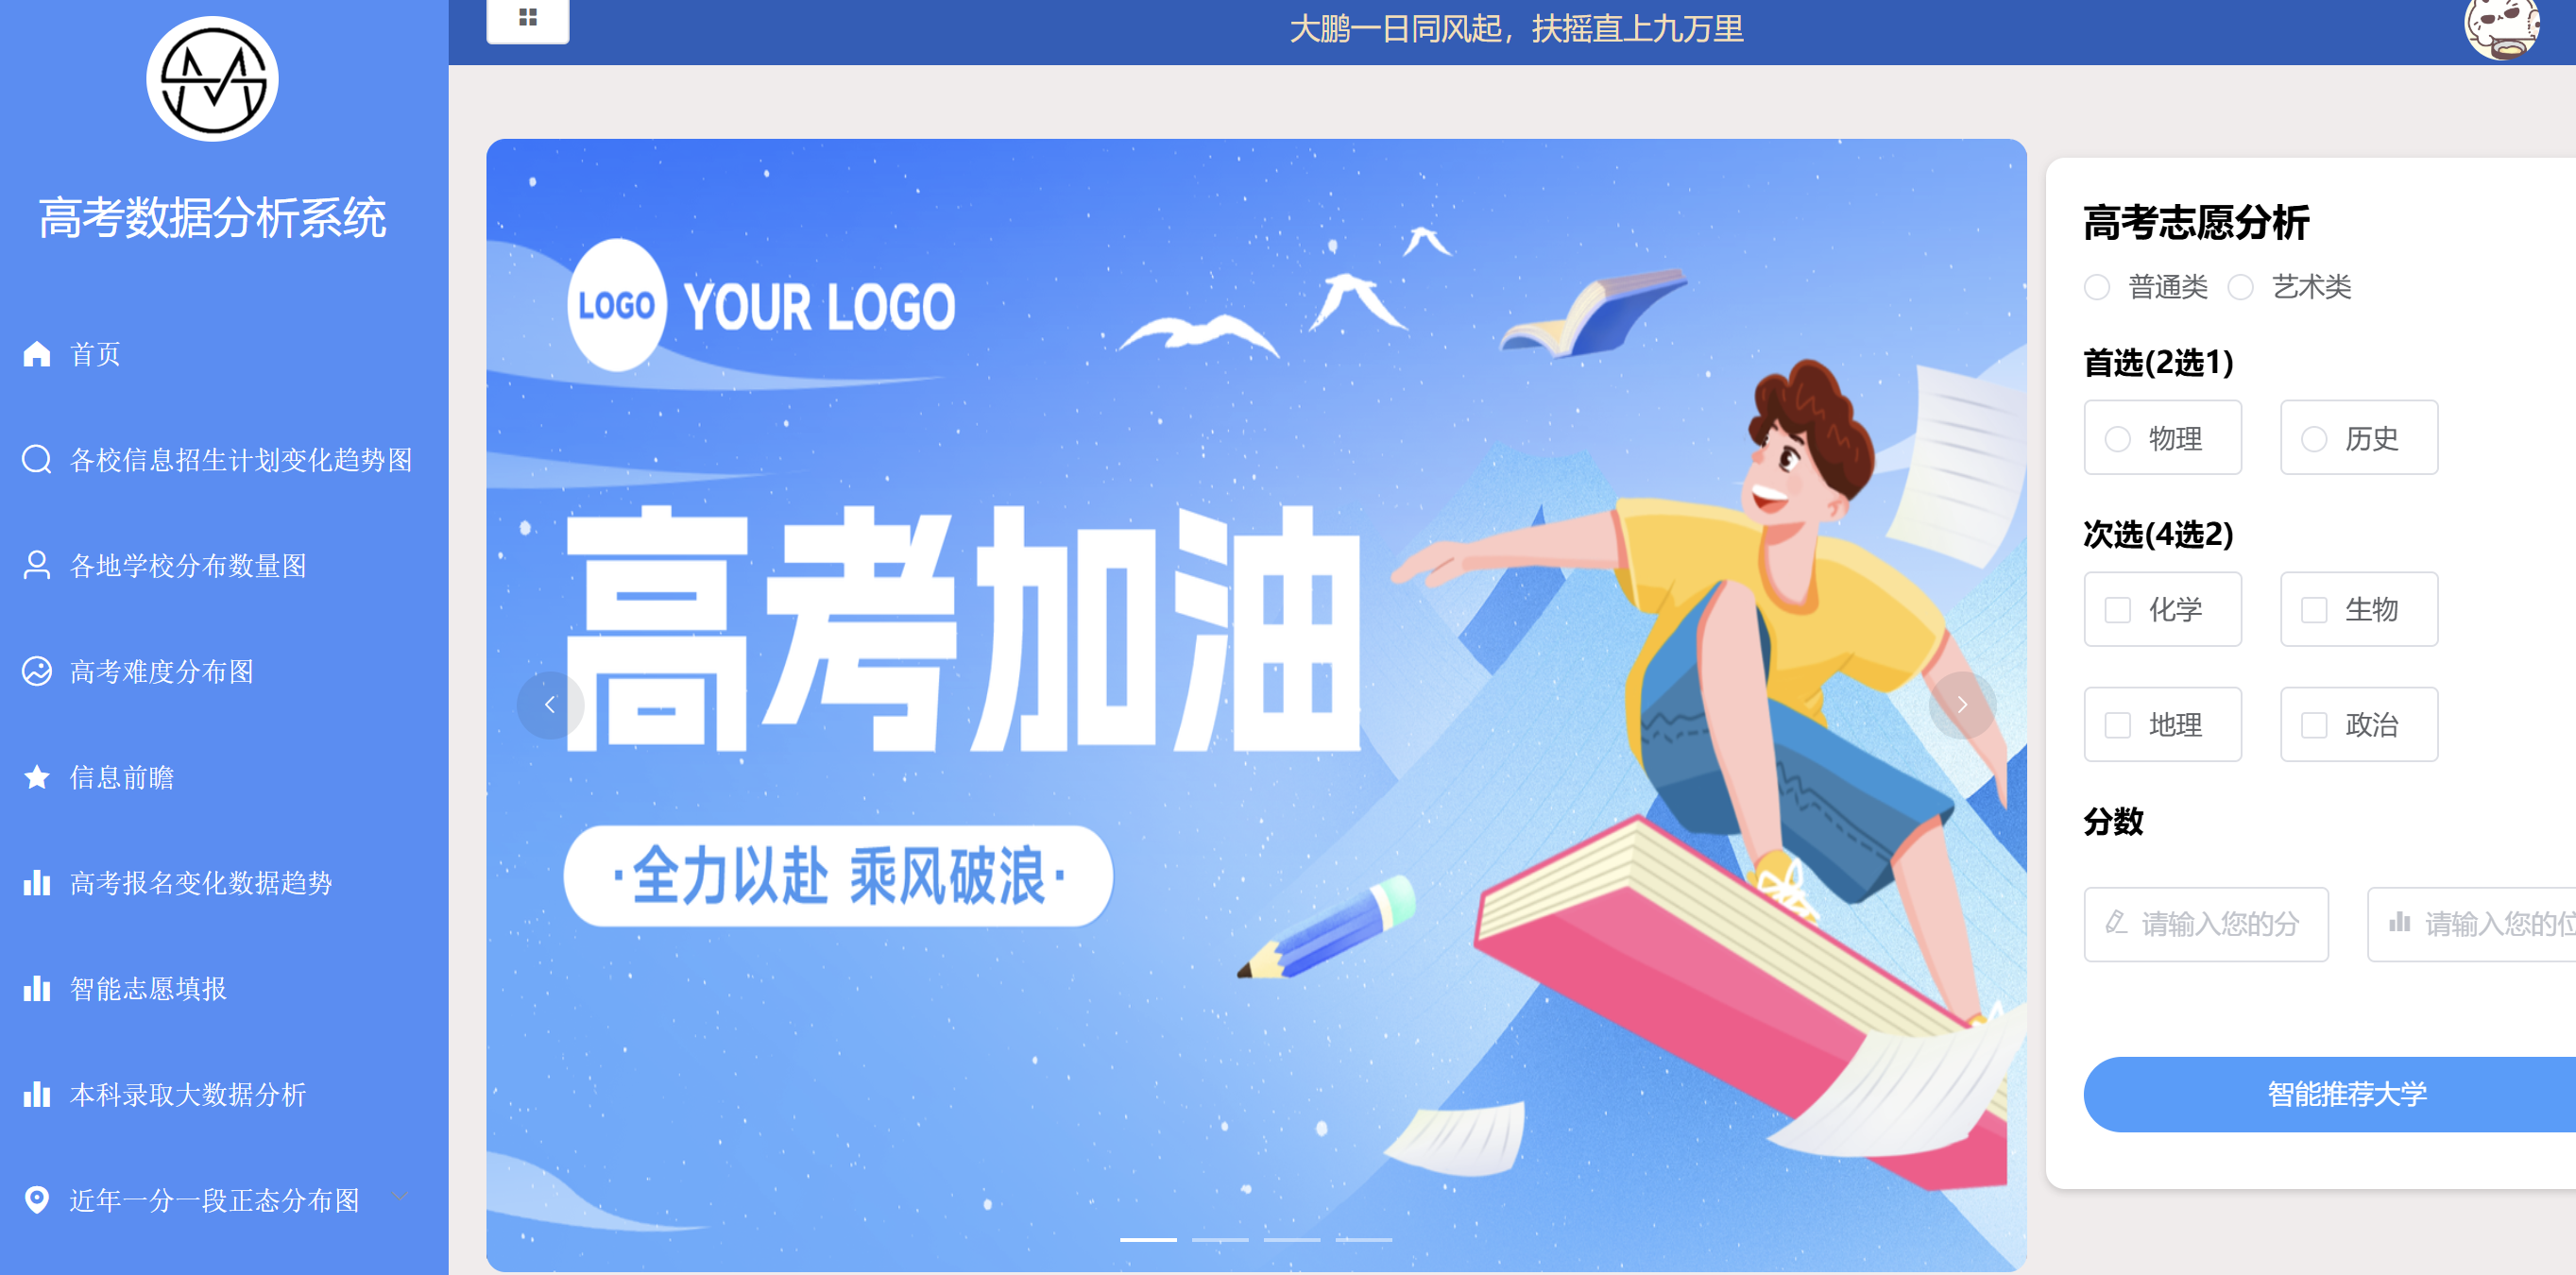 高考数据分析系统
首页
各校信息招生计划变化趋势图
各地学校分布数量图
高考难度分布图
信息前瞻
高考报名变化数据趋势
智能志愿填报
本科录取大数据分析
近年一分一段正态分布图
大鹏一日同风起，扶摇直上九万里
LOGO YOUR LOGO
高考加油
·全力以赴 乘风破浪·
高考志愿分析
普通类 艺术类
首选(2选1)
物理 历史
次选(4选2)
化学 生物
地理 政治
分数
请输入您的分 请输入您的位
智能推荐大学